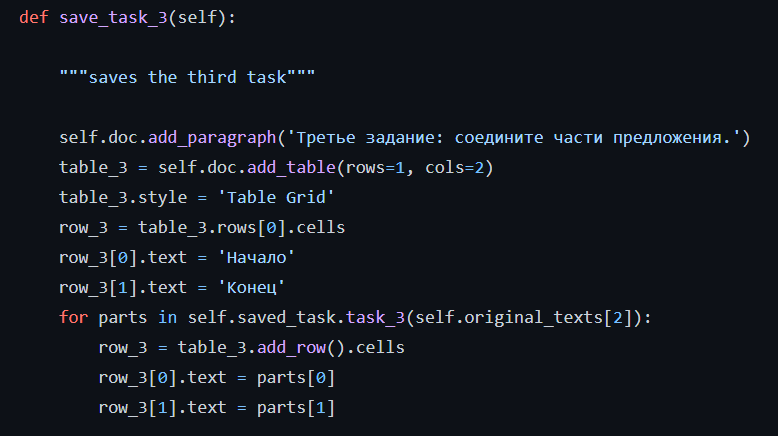 def save_task_3(self):
"""saves the third task"""
self.doc.add_paragraph('Третье задание: соедините части предложения.')
table_3 = self.doc.add_table(rows=1, cols=2)
table_3.style = 'Table Grid'
row_3 = table_3.rows[0].cells
row_3[0].text = 'Начало'
row_3[1].text = 'Конец'
for parts in self.saved_task.task_3(self.original_texts[2]):
row_3 = table_3.add_row().cells
row_3[0].text = parts[0]
row_3[1].text = parts[1]